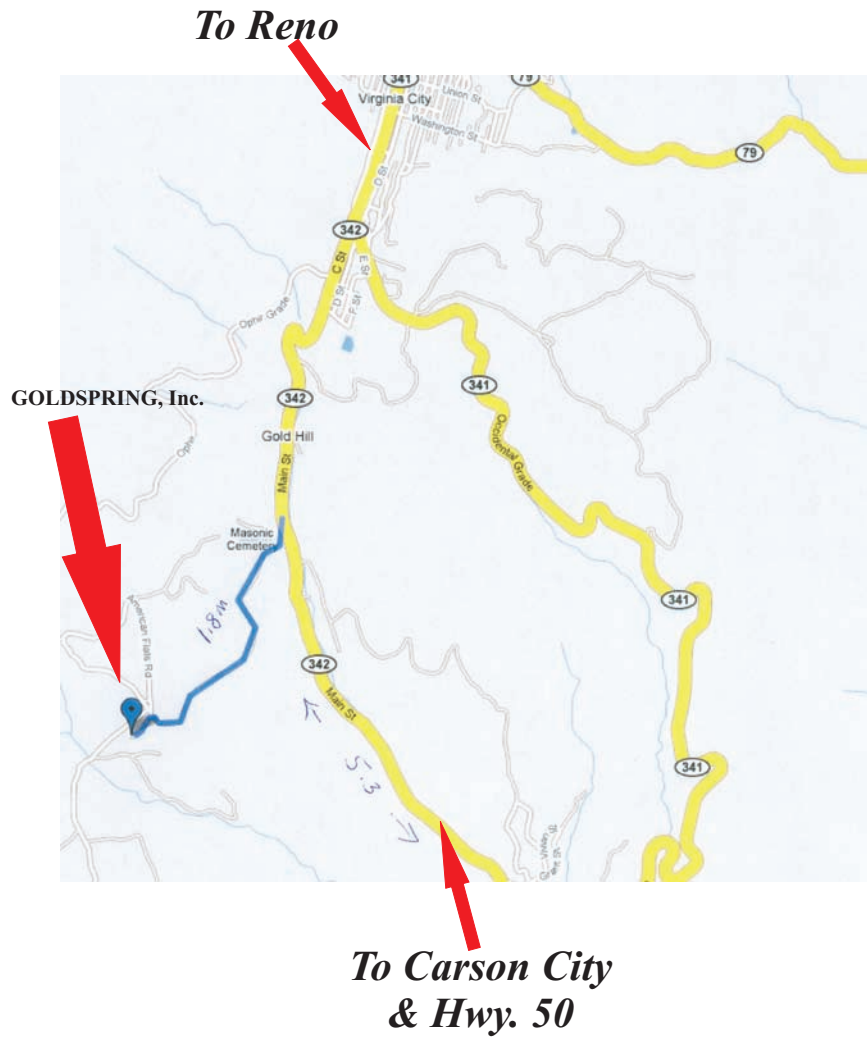 To Reno
341
79
Virginia City
Union St
Washington St
79
D St
342
C St
E St
D St
F St
Ophir Grade
341
GOLDSPRING, Inc.
342
Gold Hill
Occidental Grade
Ophir
Main St
Masonic
Cemetery
American Flats Rd
1.8 m
341
342
Main St
5.3
341
To Carson City
& Hwy. 50